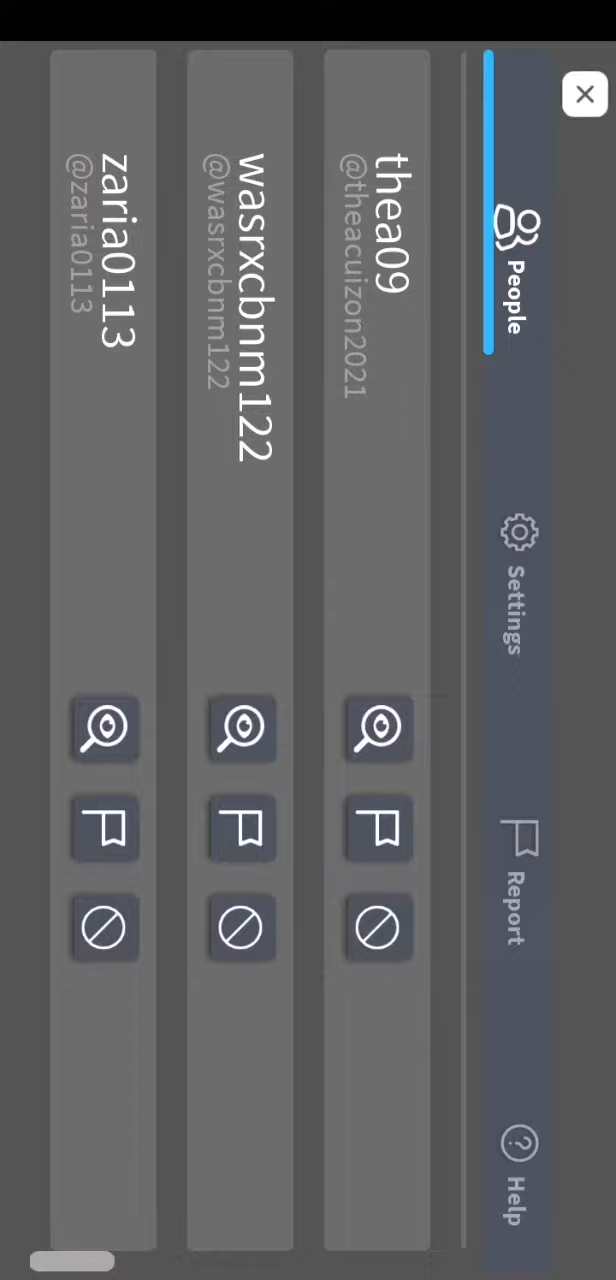 People
Settings
Report
Help
thea09
@theacuizon2021
wasrxcbnm122
@wasrxcbnm122
zaria0113
@zaria0113